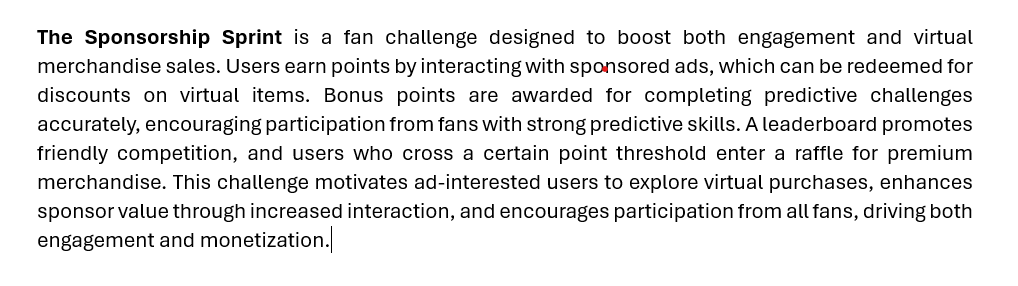 The Sponsorship Sprint is a fan challenge designed to boost both engagement and virtual
merchandise sales. Users earn points by interacting with sponsored ads, which can be redeemed for
discounts on virtual items. Bonus points are awarded for completing predictive challenges
accurately, encouraging participation from fans with strong predictive skills. A leaderboard promotes
friendly competition, and users who cross a certain point threshold enter a raffle for premium
merchandise. This challenge motivates ad-interested users to explore virtual purchases, enhances
sponsor value through increased interaction, and encourages participation from all fans, driving both
engagement and monetization.